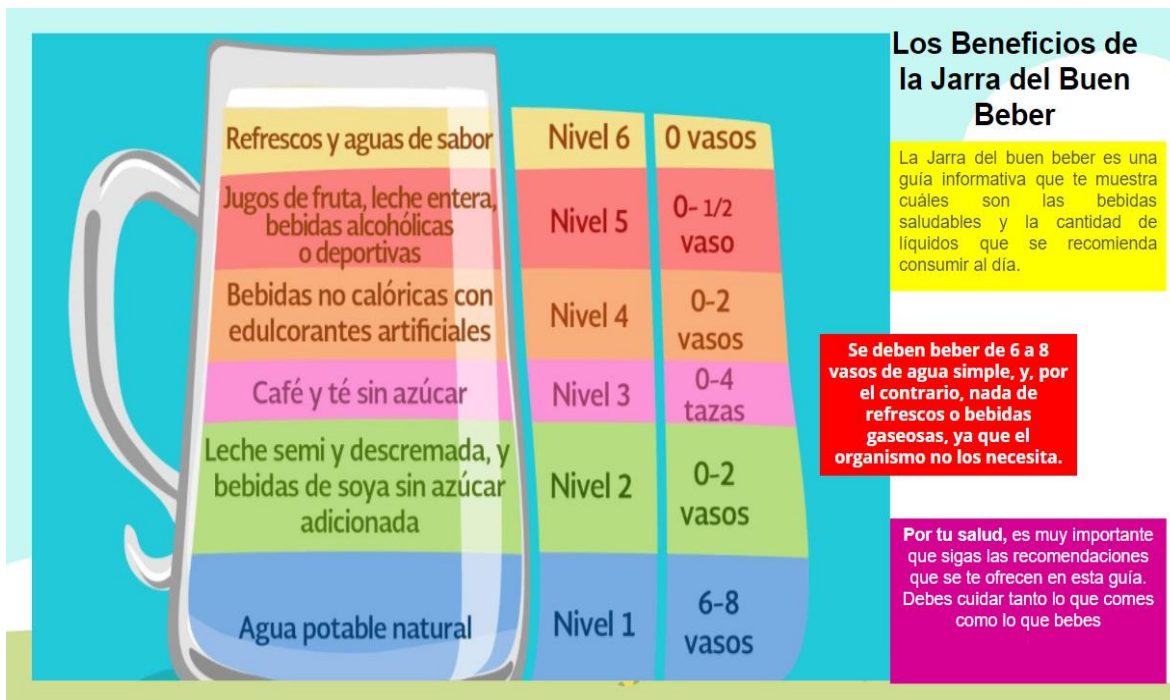 Los Beneficios de
la Jarra del Buen
Beber
La Jarra del buen beber es una
guía informativa que te muestra
cuáles son las bebidas
saludables y la cantidad de
líquidos que se recomienda
consumir al día.
Refrescos y aguas de sabor
Nivel 6
0 vasos
Jugos de fruta, leche entera,
bebidas alcohólicas
o deportivas
Nivel 5
0- 1/2
vaso
Bebidas no calóricas con
edulcorantes artificiales
Nivel 4
0-2
vasos
Café y té sin azúcar
Nivel 3
0-4
tazas
Leche semi y descremada, y
bebidas de soya sin azúcar
adicionada
Nivel 2
0-2
vasos
Agua potable natural
Nivel 1
6-8
vasos
Se deben beber de 6 a 8
vasos de agua simple, y, por
el contrario, nada de
refrescos o bebidas
gaseosas, ya que el
organismo no los necesita.
Por tu salud, es muy importante
que sigas las recomendaciones
que se te ofrecen en esta guía.
Debes cuidar tanto lo que comes
como lo que bebes